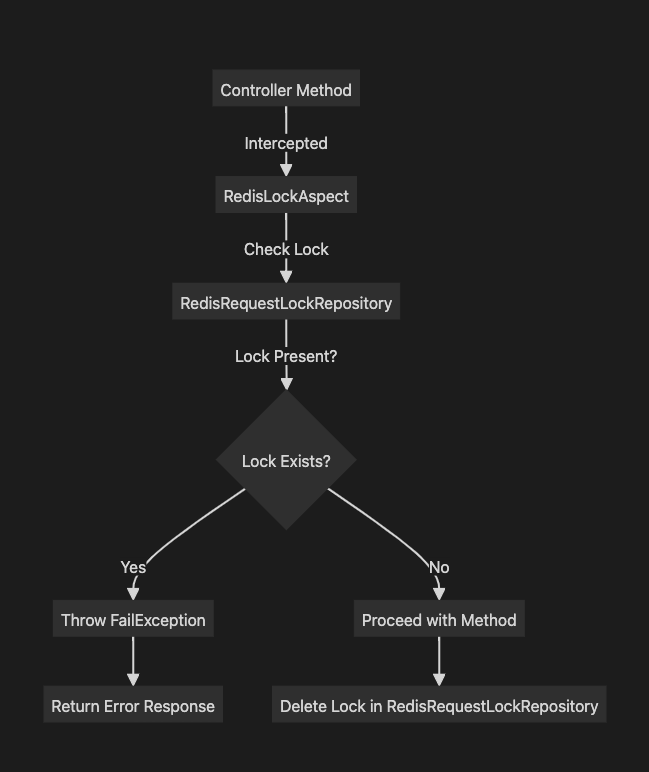 Controller Method
Intercepted
RedisLockAspect
Check Lock
RedisRequestLockRepository
Lock Present?
Lock Exists?
Yes
No
Throw FailException
Proceed with Method
Return Error Response
Delete Lock in RedisRequestLockRepository